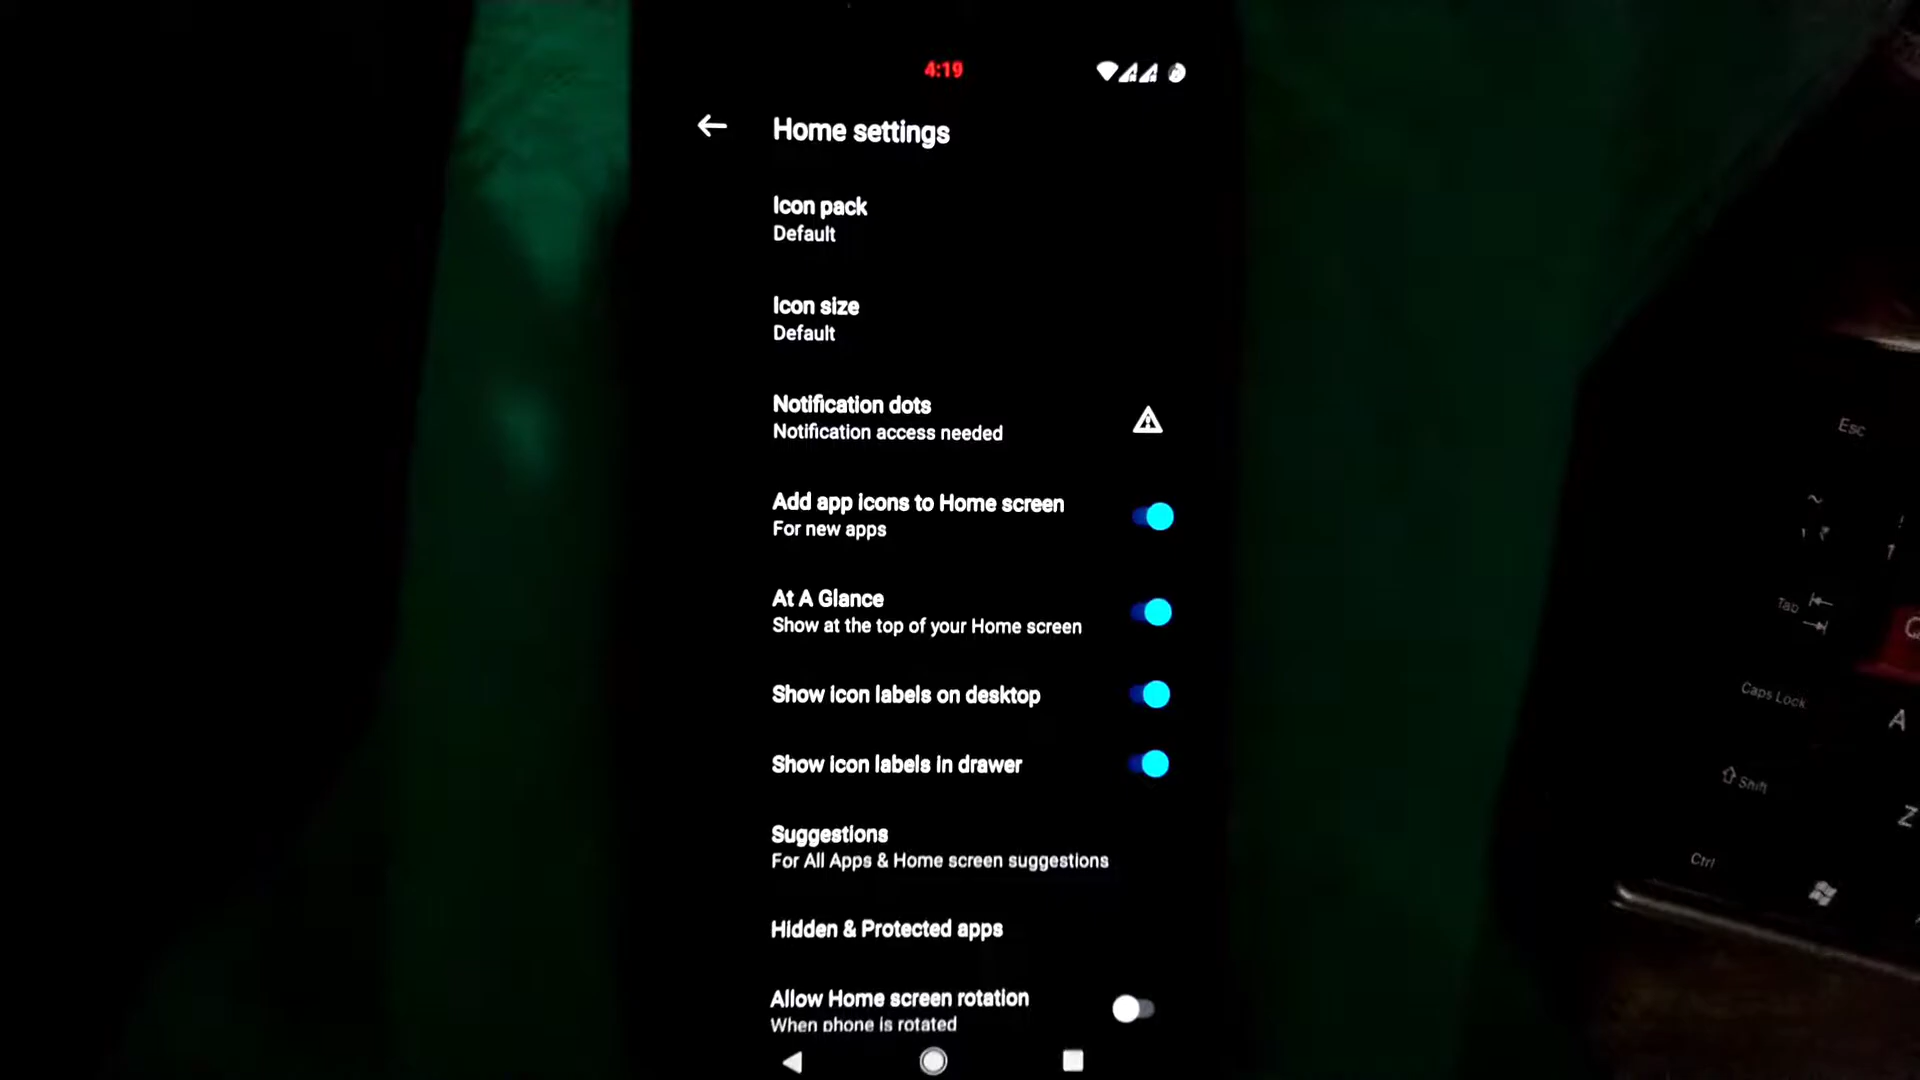 4:19
Home settings
Icon pack
Default
Icon size
Default
Notification dots
Notification access needed
Add app icons to Home screen
For new apps
At A Glance
Show at the top of your Home screen
Show icon labels on desktop
Show icon labels in drawer
Suggestions
For All Apps & Home screen suggestions
Hidden & Protected apps
Allow Home screen rotation
When phone is rotated
Esc
~
!
1
Tab
Q
Caps Lock
A
Shift
Z
Ctrl